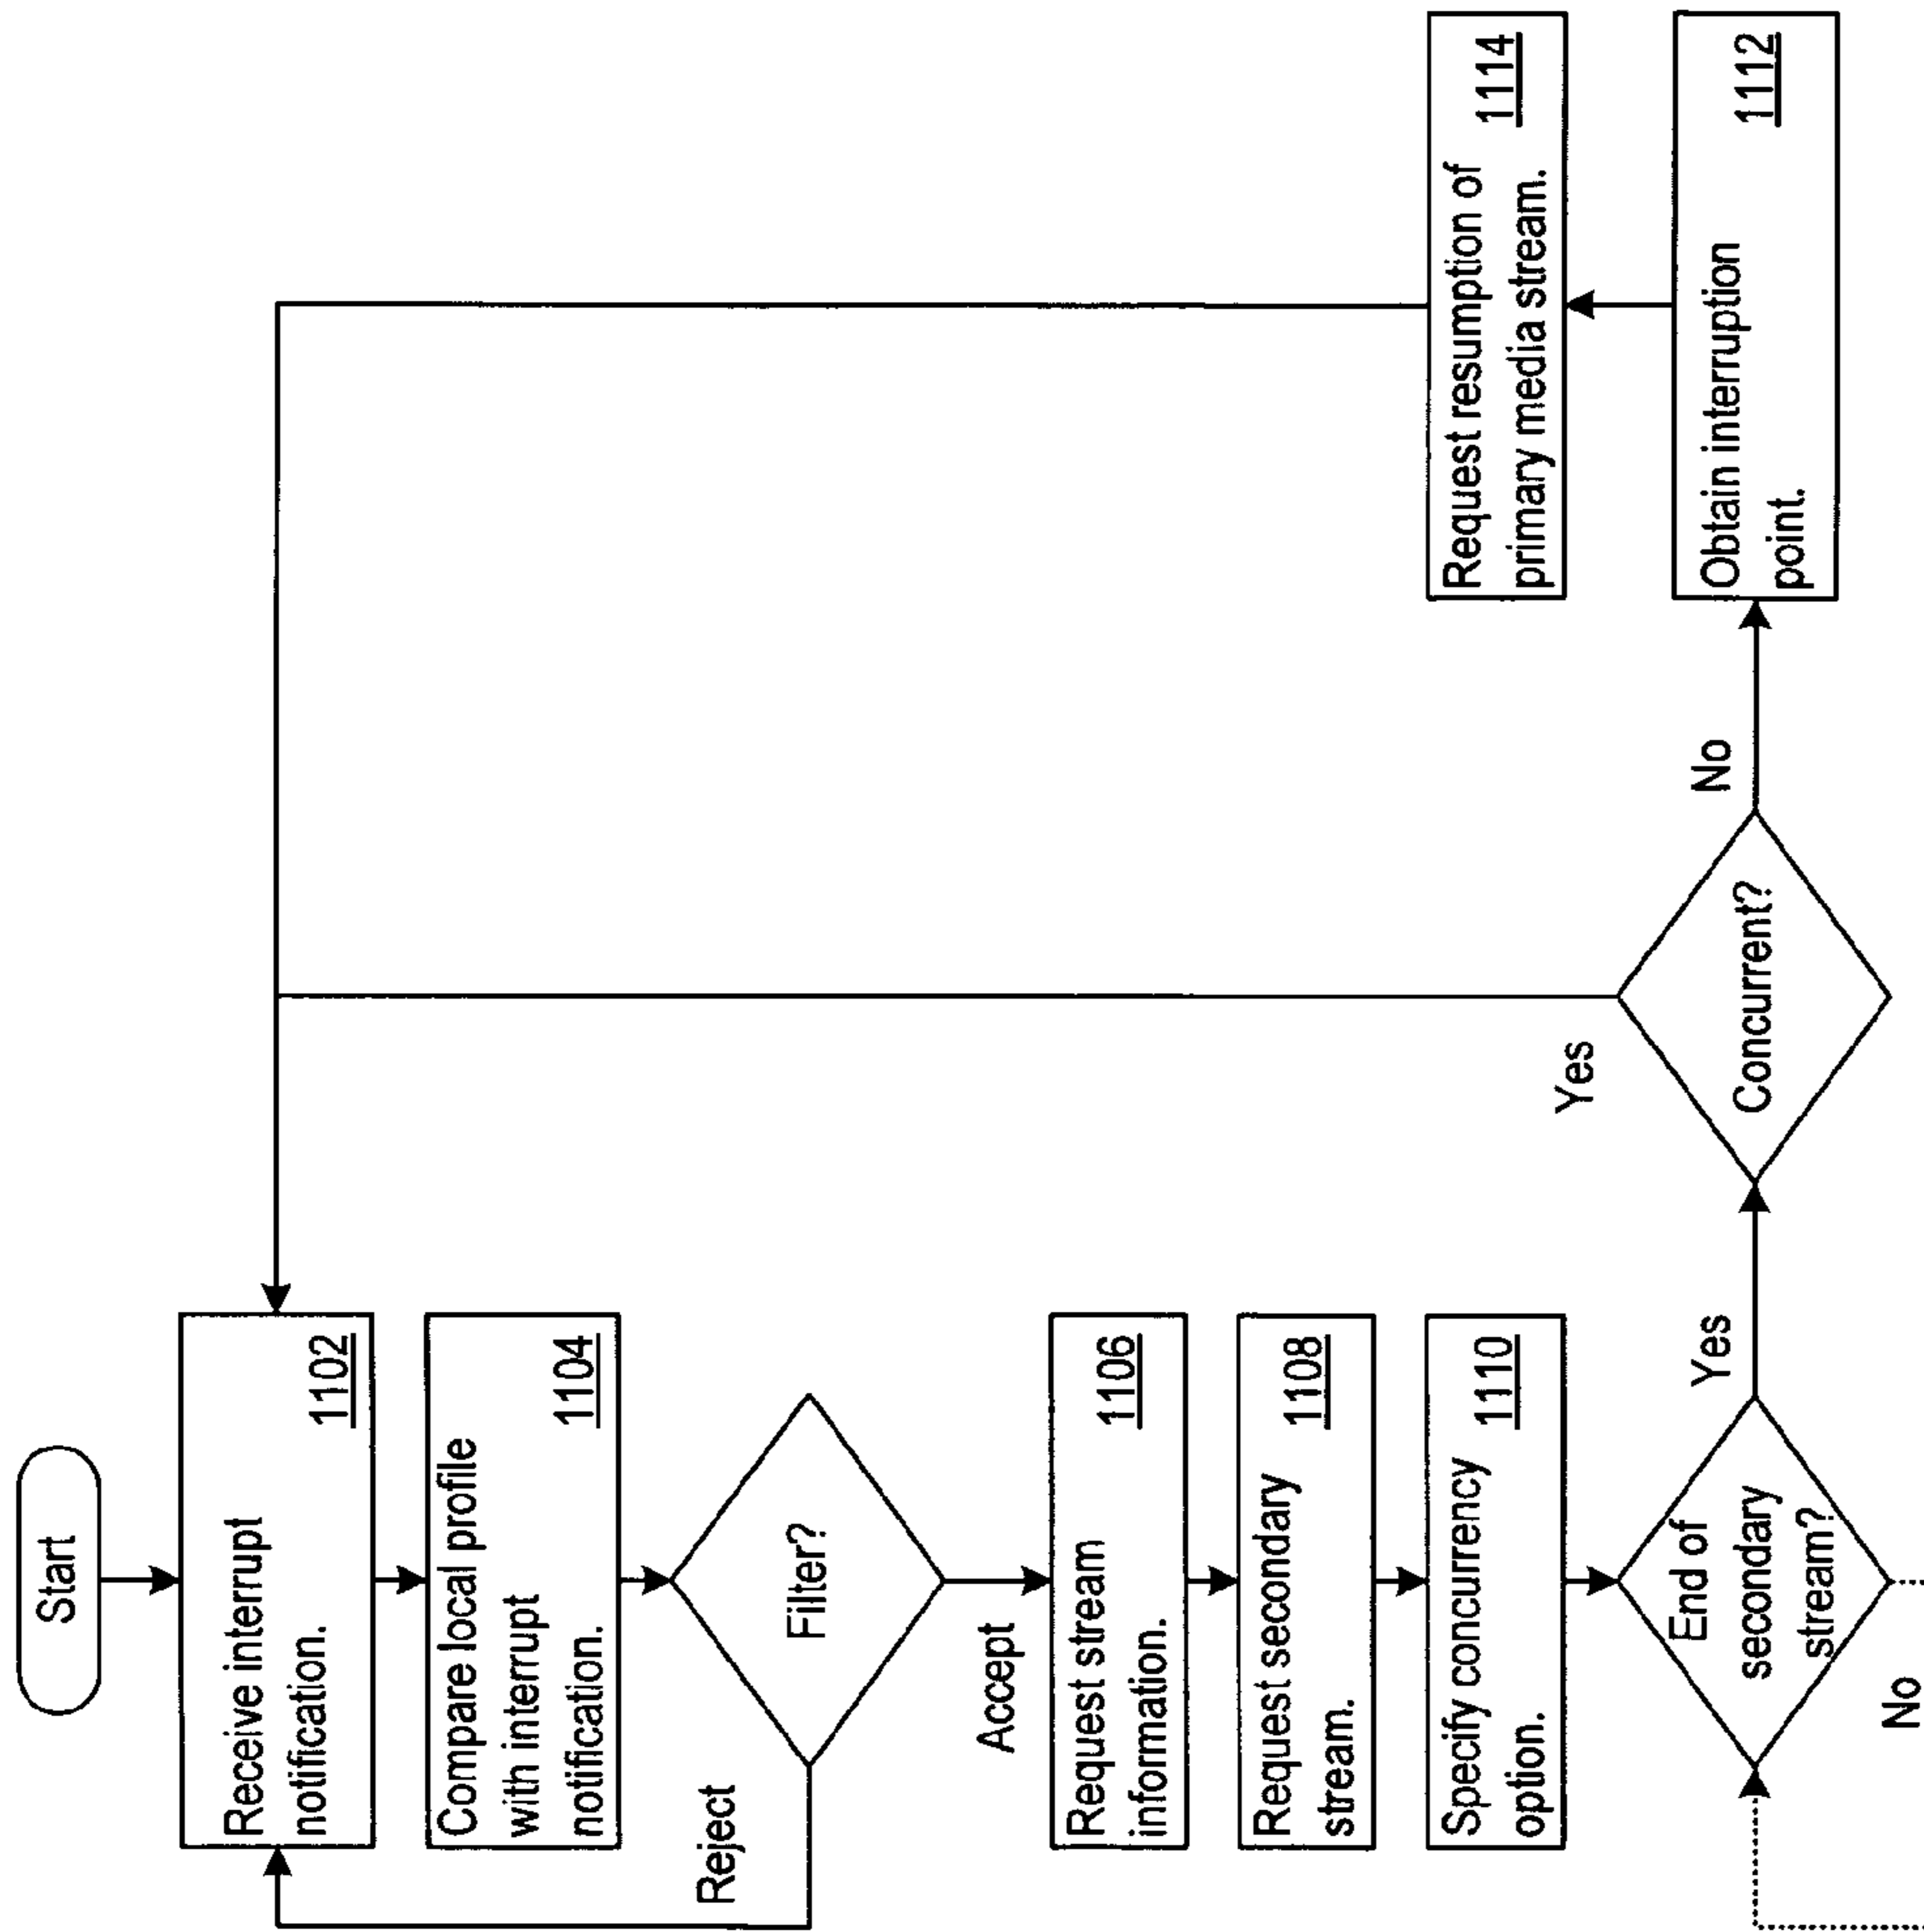 Start
Receive interrupt
notification.
1102
Compare local profile
with interrupt
notification.
1104
Filter?
Reject
Accept
Request stream
information.
1106
Request secondary
stream.
1108
Specify concurrency
option.
1110
End of
secondary
stream?
No
Yes
Concurrent?
Yes
No
Obtain interruption
point.
1112
Request resumption of
primary media stream.
1114